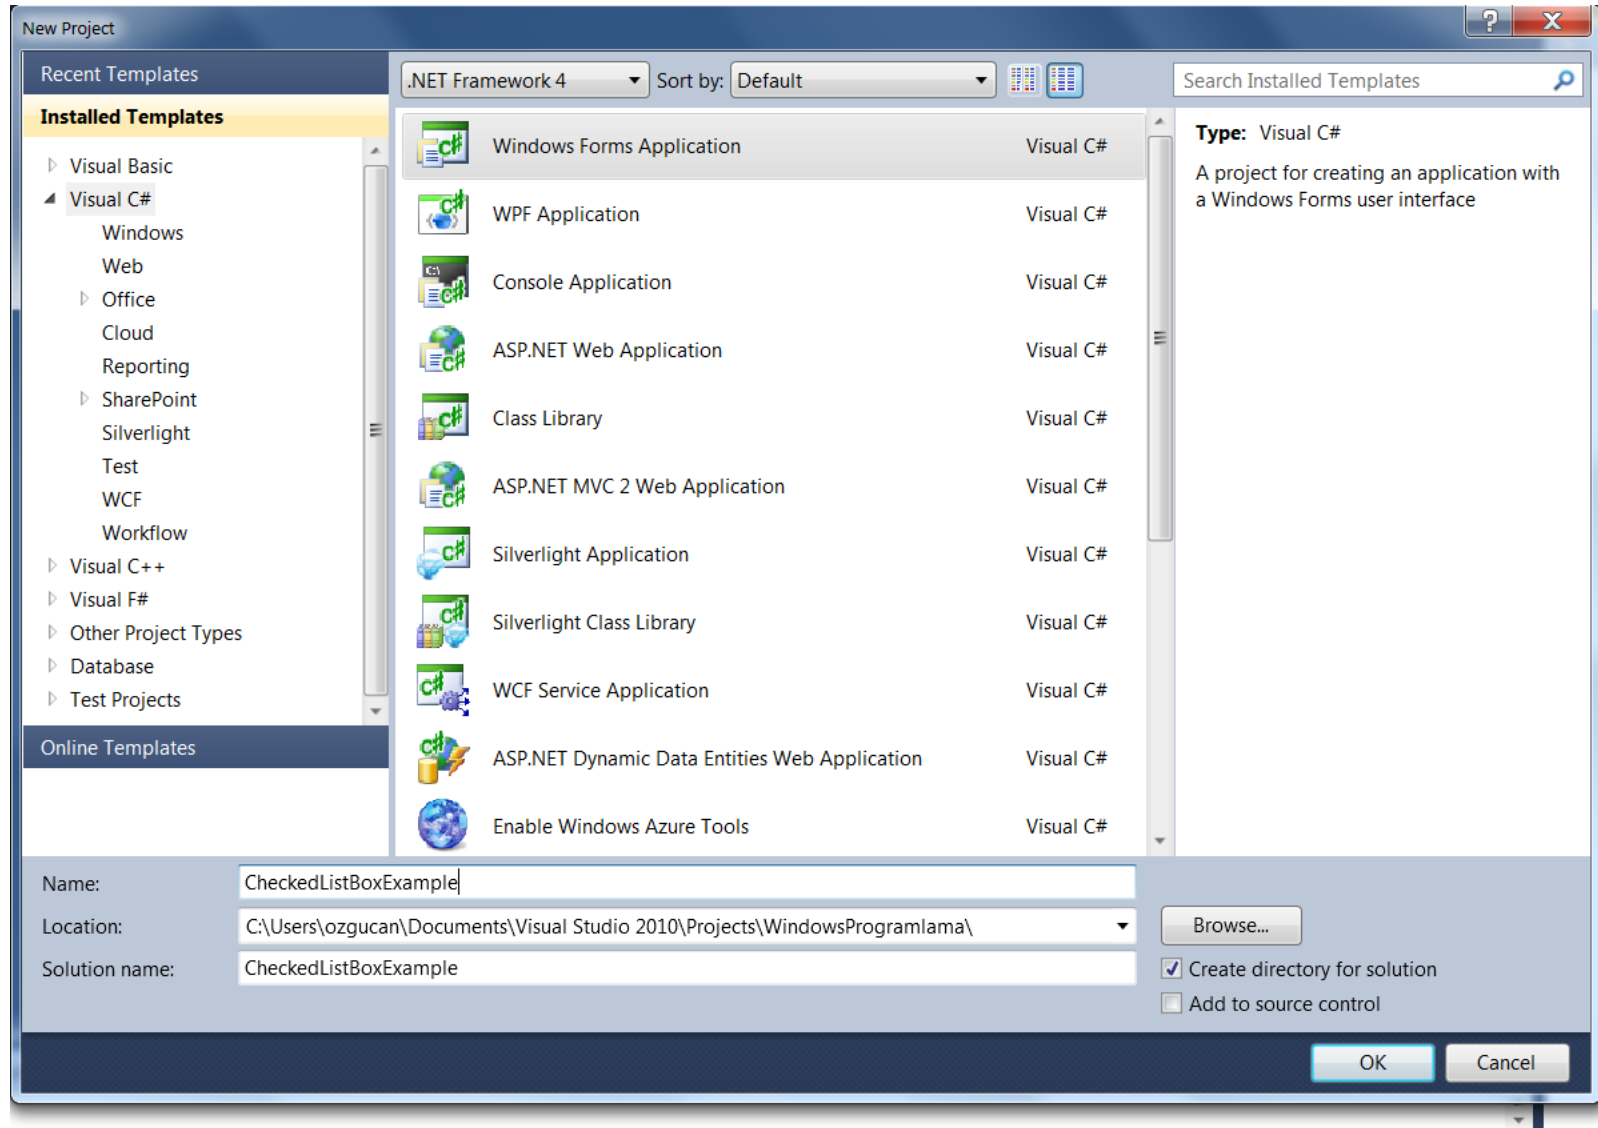 New Project
Recent Templates
Installed Templates
Visual Basic
Visual C#
Windows
Web
Office
Cloud
Reporting
SharePoint
Silverlight
Test
WCF
Workflow
Visual C++
Visual F#
Other Project Types
Database
Test Projects
Online Templates
.NET Framework 4
Sort by: Default
Search Installed Templates
Windows Forms Application Visual C#
WPF Application Visual C#
Console Application Visual C#
ASP.NET Web Application Visual C#
Class Library Visual C#
ASP.NET MVC 2 Web Application Visual C#
Silverlight Application Visual C#
Silverlight Class Library Visual C#
WCF Service Application Visual C#
ASP.NET Dynamic Data Entities Web Application Visual C#
Enable Windows Azure Tools Visual C#
Type: Visual C#
A project for creating an application with
a Windows Forms user interface
Name: CheckedListBoxExample
Location: C:\Users\ozgucan\Documents\Visual Studio 2010\Projects\WindowsProgramlama\
Browse...
Solution name: CheckedListBoxExample
Create directory for solution
Add to source control
OK Cancel